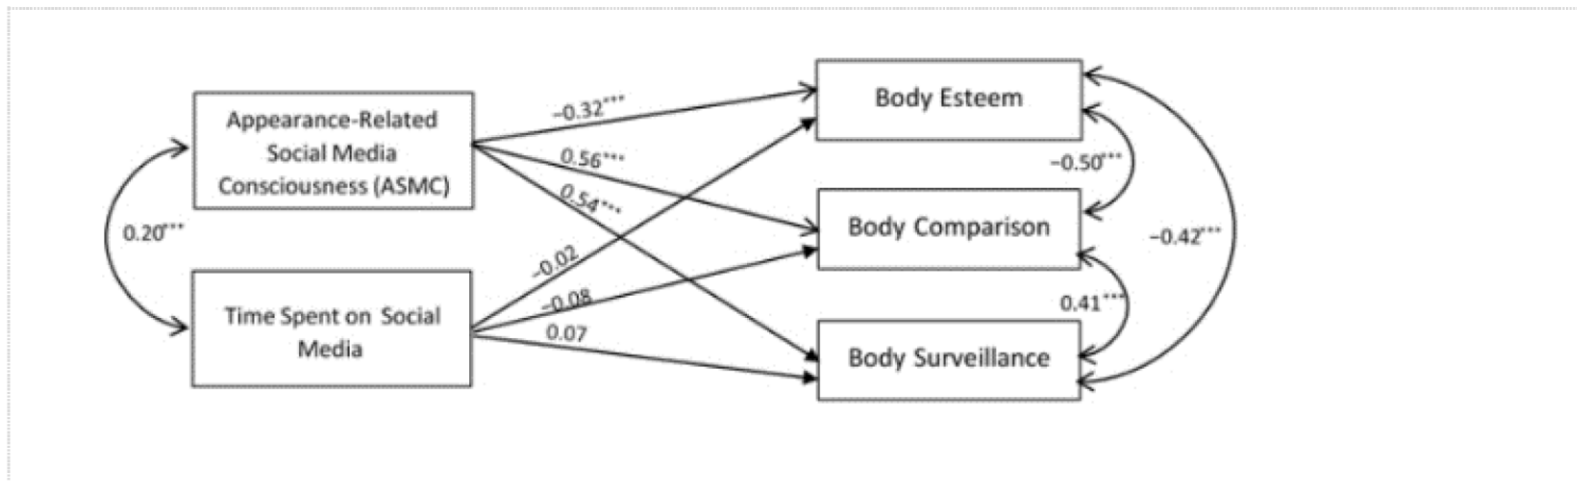 Appearance-Related
Social Media
Consciousness (ASMC)
0.20***
Time Spent on Social
Media
−0.32***
0.56***
0.54***
−0.02
−0.08
0.07
Body Esteem
−0.50***
Body Comparison
−0.42***
0.41***
Body Surveillance